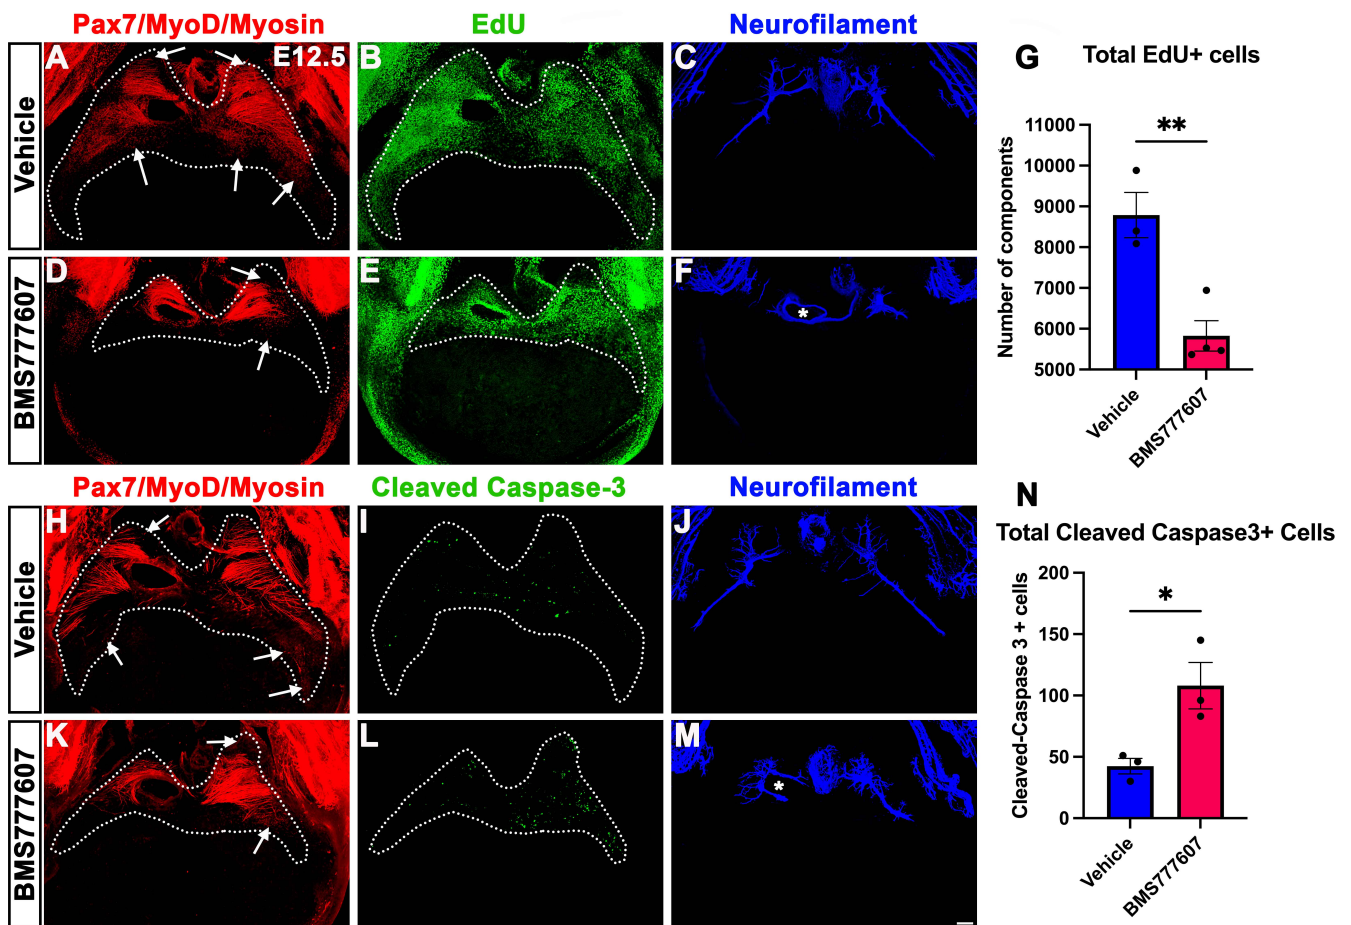 Pax7/MyoD/Myosin EdU Neurofilament
Vehicle
A E12.5 B C
BMS777607
D E F *
G Total EdU+ cells
Number of components
11000
10000
9000
8000
7000
6000
5000
**
Vehicle
BMS777607
Pax7/MyoD/Myosin Cleaved Caspase-3 Neurofilament
Vehicle
H I J
BMS777607
K L M *
N
Total Cleaved Caspase3+ Cells
Cleaved-Caspase 3 + cells
200
150
100
50
0
*
Vehicle
BMS777607